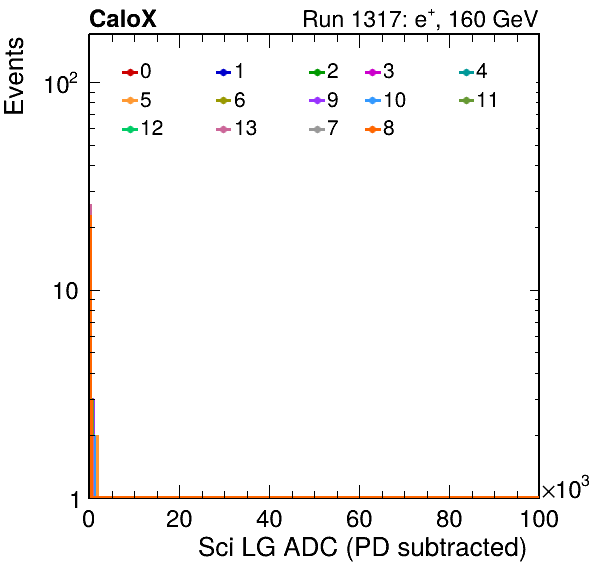 CaloX Run 1317: e⁺, 160 GeV
Events
0 1 2 3 4
5 6 9 10 11
12 13 7 8
10²
10
1
0 20 40 60 80 100
×10³
Sci LG ADC (PD subtracted)